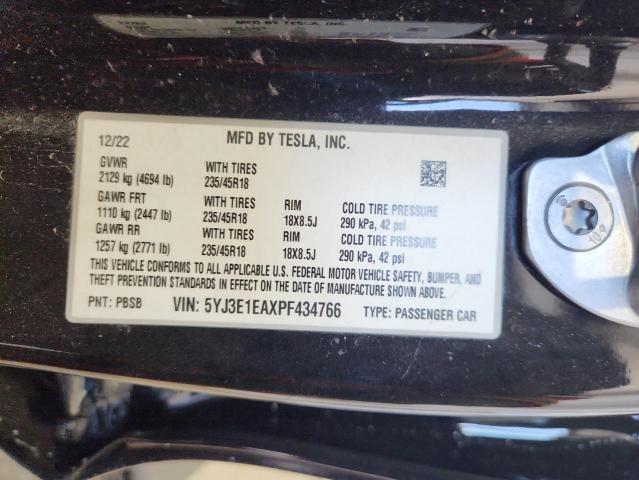 12/22 MFD BY TESLA, INC.
GVWR WITH TIRES
2129 kg (4694 lb) 235/45R18
GAWR FRT WITH TIRES RIM COLD TIRE PRESSURE
1110 kg (2447 lb) 235/45R18 18X8.5J 290 kPa, 42 psi
GAWR RR WITH TIRES RIM COLD TIRE PRESSURE
1257 kg (2771 lb) 235/45R18 18X8.5J 290 kPa, 42 psi
THIS VEHICLE CONFORMS TO ALL APPLICABLE U.S. FEDERAL MOTOR VEHICLE SAFETY, BUMPER, AND
THEFT PREVENTION STANDARDS IN EFFECT ON THE DATE OF MANUFACTURE SHOWN ABOVE.
PNT: PBSB VIN: 5YJ3E1EAXPF434766 TYPE: PASSENGER CAR